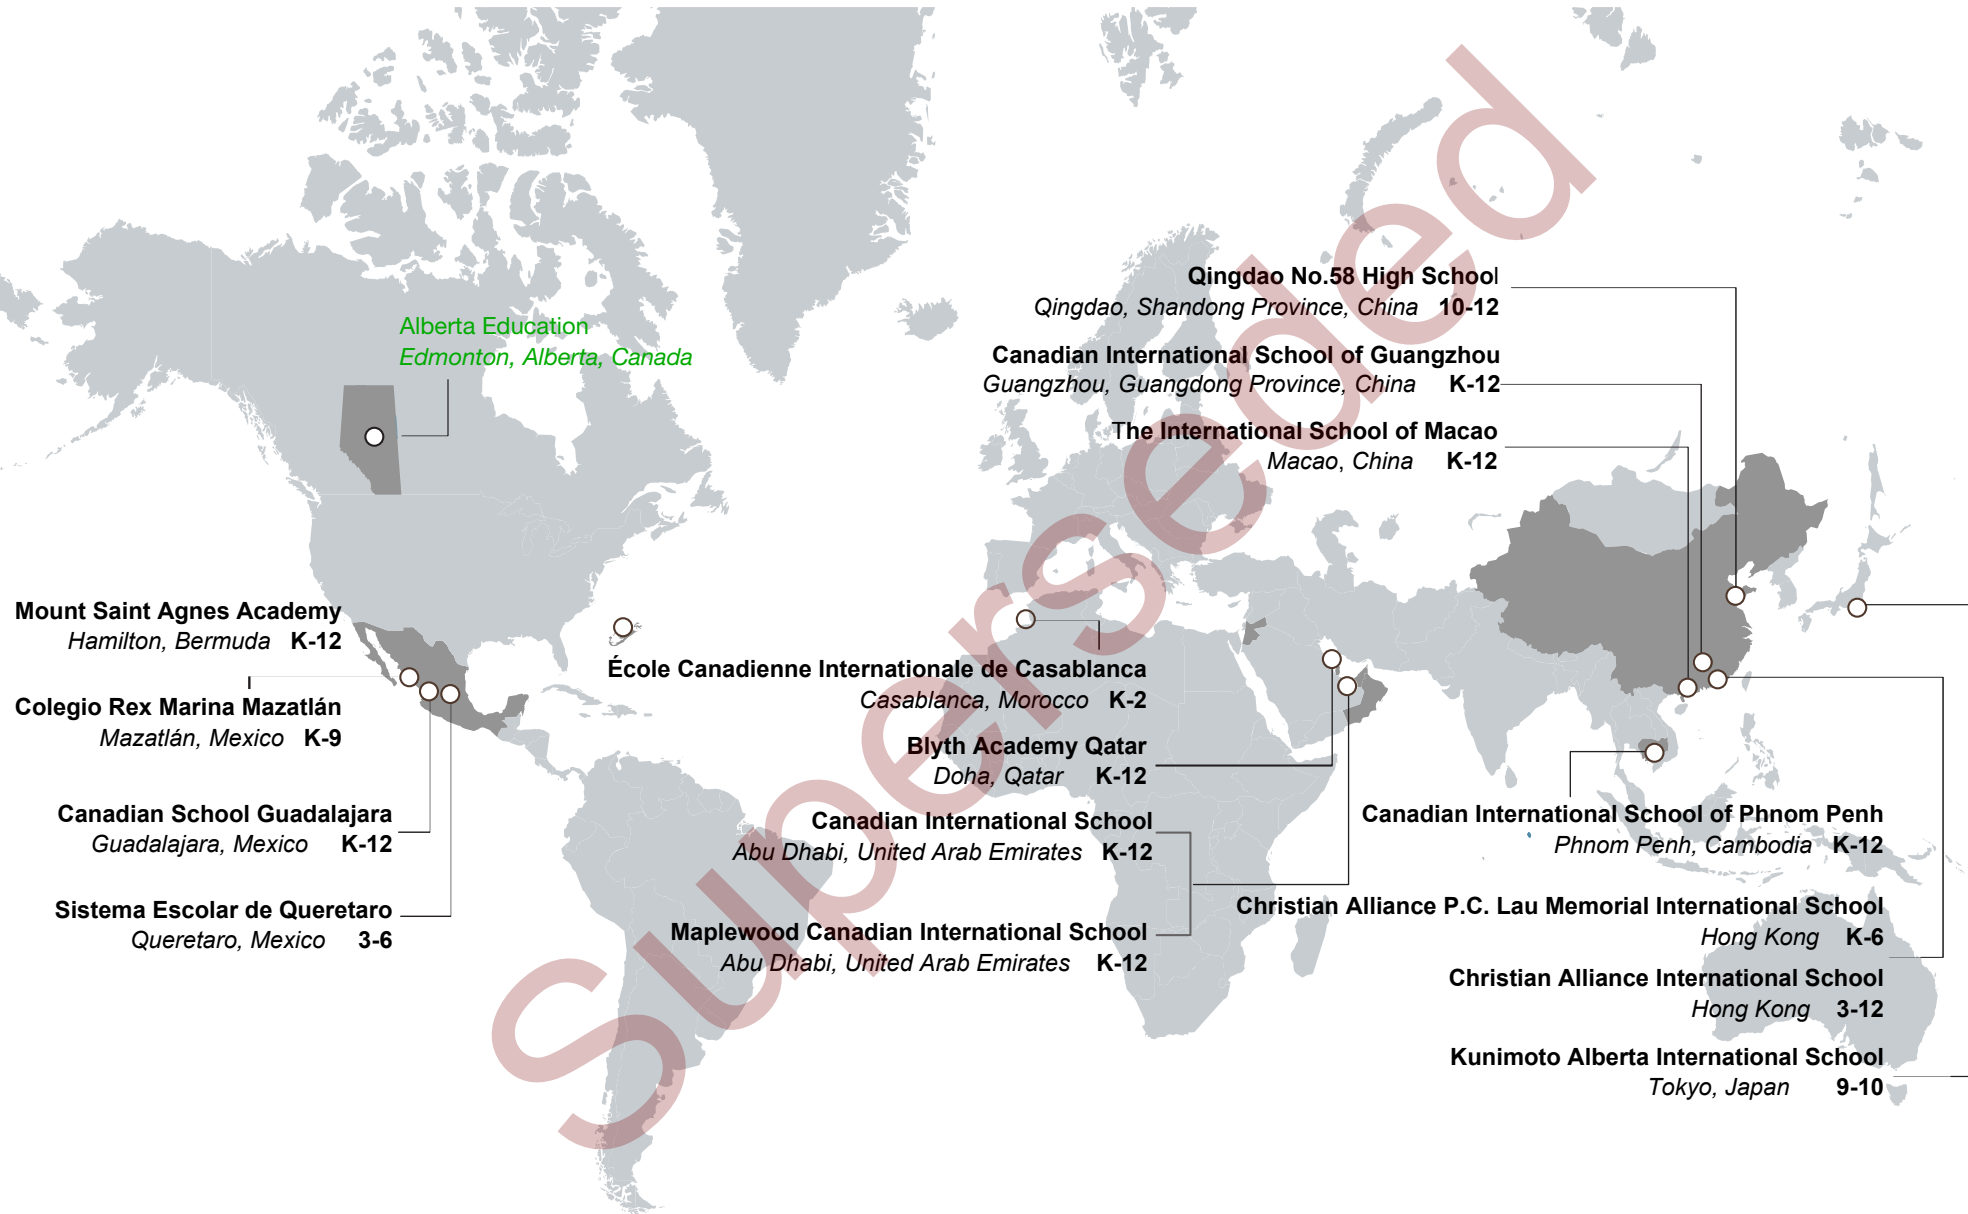 Alberta Education
Edmonton, Alberta, Canada
Mount Saint Agnes Academy
Hamilton, Bermuda K-12
Colegio Rex Marina Mazatlán
Mazatlán, Mexico K-9
Canadian School Guadalajara
Guadalajara, Mexico K-12
Sistema Escolar de Queretaro
Queretaro, Mexico 3-6
École Canadienne Internationale de Casablanca
Casablanca, Morocco K-2
Blyth Academy Qatar
Doha, Qatar K-12
Canadian International School
Abu Dhabi, United Arab Emirates K-12
Maplewood Canadian International School
Abu Dhabi, United Arab Emirates K-12
Qingdao No.58 High School
Qingdao, Shandong Province, China 10-12
Canadian International School of Guangzhou
Guangzhou, Guangdong Province, China K-12
The International School of Macao
Macao, China K-12
Canadian International School of Phnom Penh
Phnom Penh, Cambodia K-12
Christian Alliance P.C. Lau Memorial International School
Hong Kong K-6
Christian Alliance International School
Hong Kong 3-12
Kunimoto Alberta International School
Tokyo, Japan 9-10
Superseded